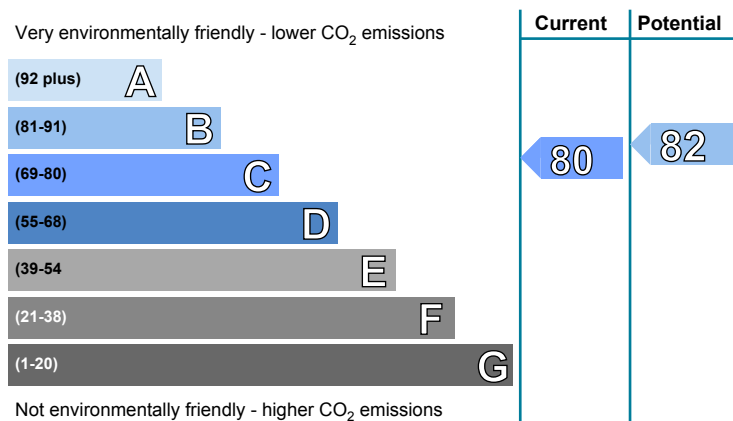 Very environmentally friendly - lower CO₂ emissions
Current
Potential
(92 plus) A
(81-91) B
(69-80) C
80
82
(55-68) D
(39-54 E
(21-38) F
(1-20) G
Not environmentally friendly - higher CO₂ emissions